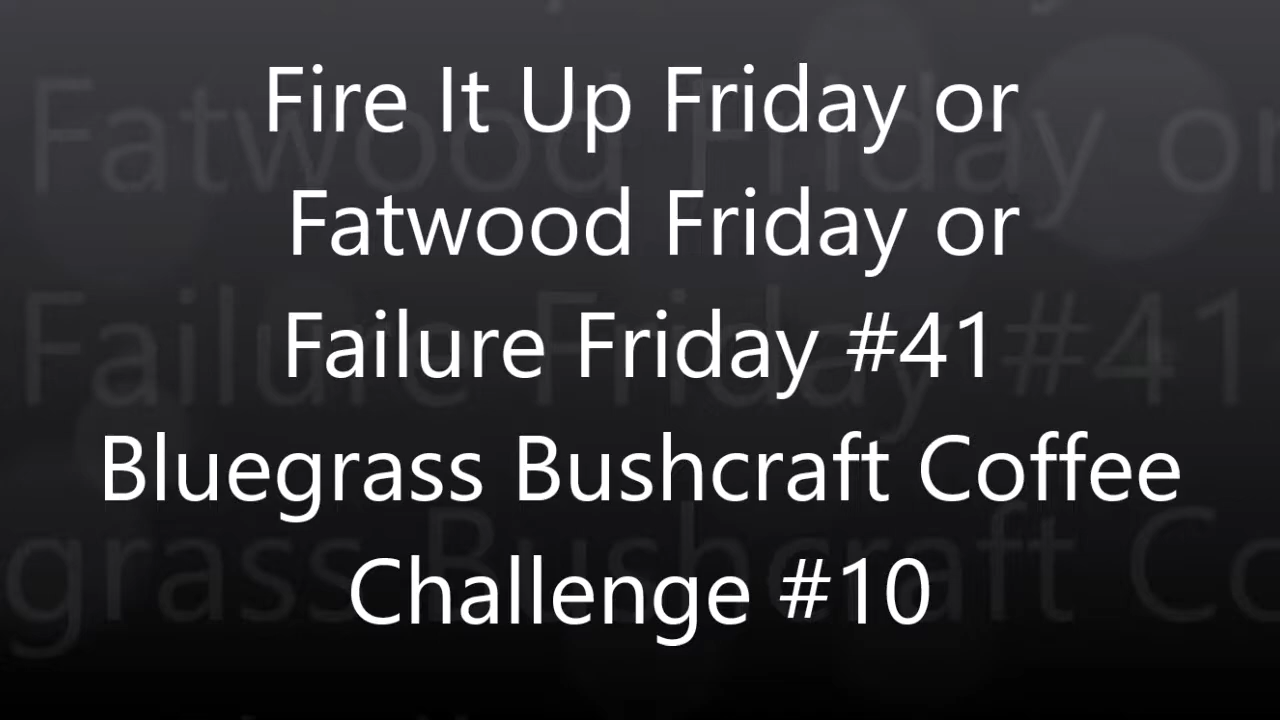 Fire It Up Friday or
Fatwood Friday or
Failure Friday #41
Bluegrass Bushcraft Coffee
Challenge #10